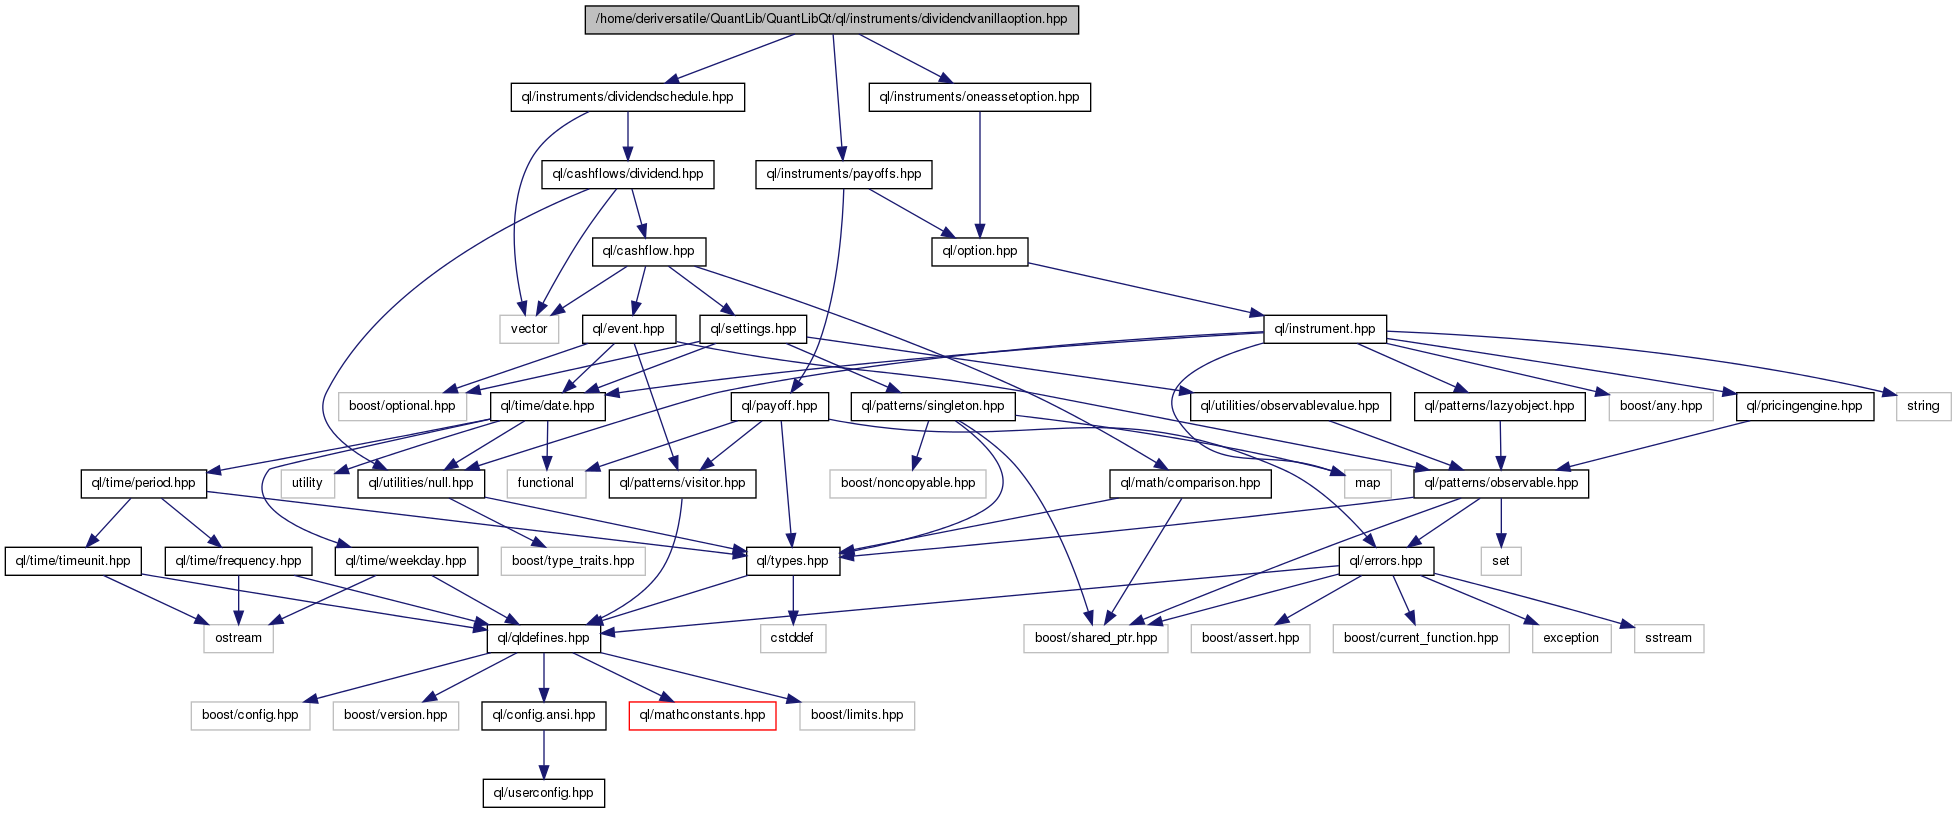 /home/deriversatile/QuantLib/QuantLibQt/ql/instruments/dividendvanillaoption.hpp
ql/instruments/dividendschedule.hpp
ql/instruments/oneassetoption.hpp
ql/cashflows/dividend.hpp
ql/instruments/payoffs.hpp
ql/cashflow.hpp
ql/option.hpp
vector
ql/event.hpp
ql/settings.hpp
ql/instrument.hpp
boost/optional.hpp
ql/time/date.hpp
ql/payoff.hpp
ql/patterns/singleton.hpp
ql/utilities/observablevalue.hpp
ql/patterns/lazyobject.hpp
boost/any.hpp
ql/pricingengine.hpp
string
ql/time/period.hpp
utility
ql/utilities/null.hpp
functional
ql/patterns/visitor.hpp
boost/noncopyable.hpp
ql/math/comparison.hpp
map
ql/patterns/observable.hpp
ql/time/timeunit.hpp
ql/time/frequency.hpp
ql/time/weekday.hpp
boost/type_traits.hpp
ql/types.hpp
ql/errors.hpp
set
ostream
ql/qldefines.hpp
cstddef
boost/shared_ptr.hpp
boost/assert.hpp
boost/current_function.hpp
exception
sstream
boost/config.hpp
boost/version.hpp
ql/config.ansi.hpp
ql/mathconstants.hpp
boost/limits.hpp
ql/userconfig.hpp